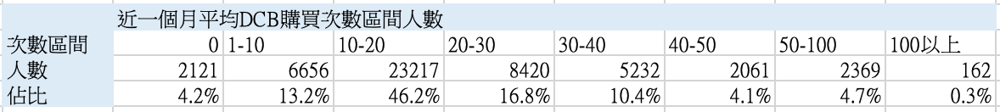 近一個月平均DCB購買次數區間人數
次數區間 0 1-10 10-20 20-30 30-40 40-50 50-100 100以上
人數 2121 6656 23217 8420 5232 2061 2369 162
佔比 4.2% 13.2% 46.2% 16.8% 10.4% 4.1% 4.7% 0.3%